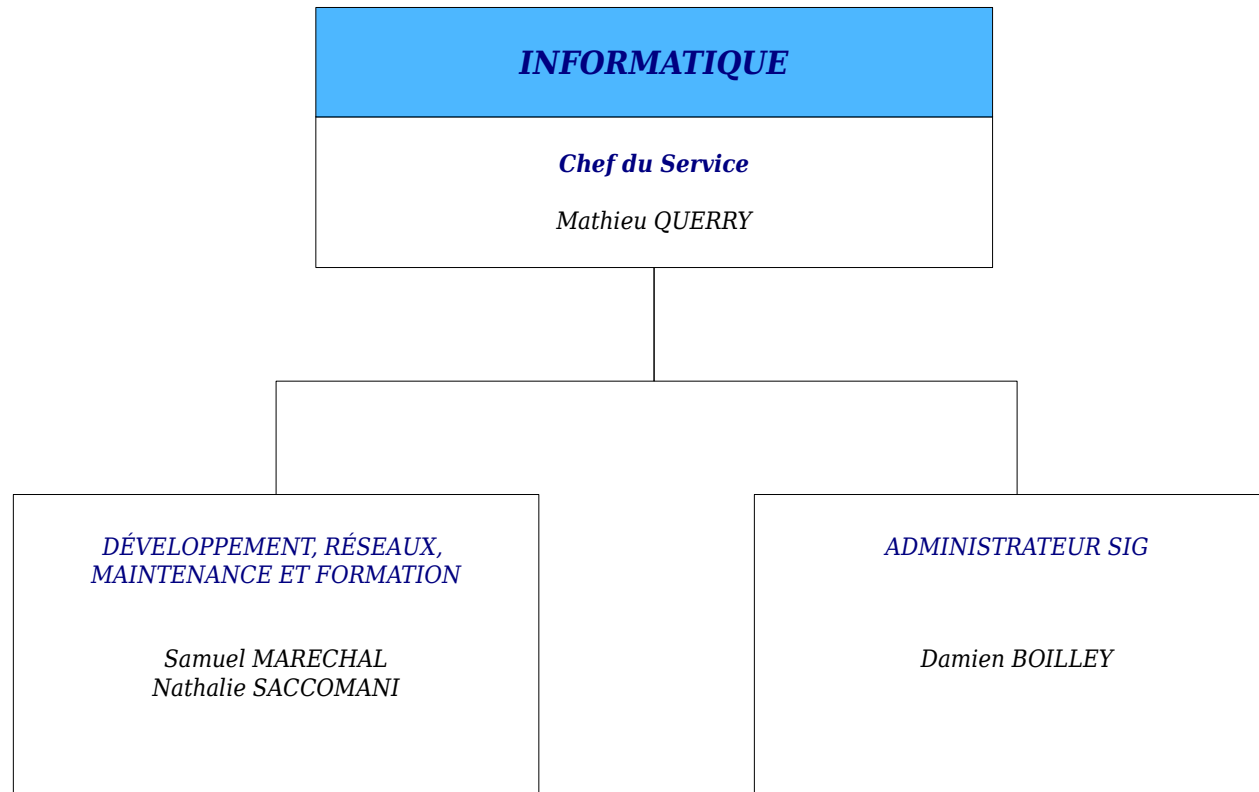 INFORMATIQUE
Chef du Service
Mathieu QUERRY
DÉVELOPPEMENT, RÉSEAUX,
MAINTENANCE ET FORMATION
Samuel MARECHAL
Nathalie SACCOMANI
ADMINISTRATEUR SIG
Damien BOILLEY